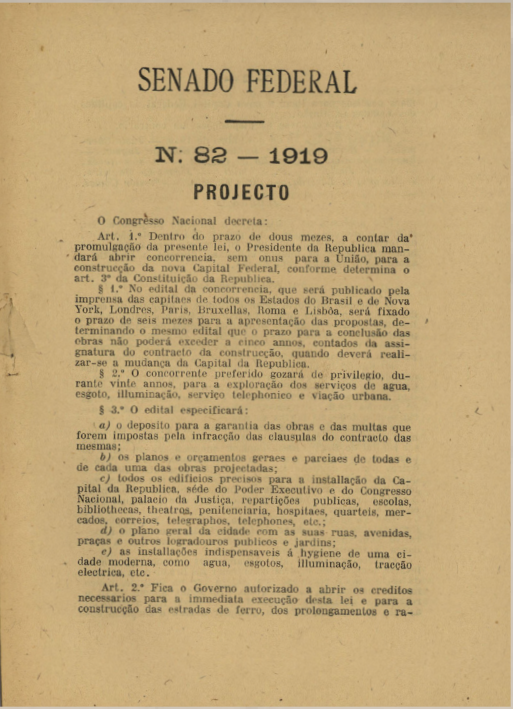 SENADO FEDERAL
N. 82 — 1919
PROJECTO
O Congresso Nacional decreta:
Art. 1.º Dentro do prazo de dous mezes, a contar da
promulgação da presente lei, o Presidente da Republica man-
dará abrir concorrencia, sem onus para a União, para a
construcção da nova Capital Federal, conforme determina o
art. 3º da Constituição da Republica.
§ 1.º No edital da concorrencia, que será publicado pela
imprensa das capitaes de todos os Estados do Brasil e de Nova
York, Londres, Paris, Bruxellas, Roma e Lisbôa, será fixado
o prazo de seis mezes para a apresentação das propostas, de-
terminando o mesmo edital que o prazo para a conclusão das
obras não poderá exceder a cinco annos, contados da assi-
gnatura do contracto da construcção, quando deverá reali-
zar-se a mudança da Capital da Republica.
§ 2.º O concorrente preferido gozará de privilegio, du-
rante vinte annos, para a exploração dos serviços de agua,
esgoto, illuminação, serviço telephonico e viação urbana.
§ 3.º O edital especificará:
a) o deposito para a garantia das obras e das multas que
forem impostas pela infracção das clausulas do contracto das
mesmas;
b) os planos e orçamentos geraes e parciaes de todas e
de cada uma das obras projectadas;
c) todos os edificios precisos para a installação da Ca-
pital da Republica, séde do Poder Executivo e do Congresso
Nacional, palacio da Justiça, repartições publicas, escolas,
bibliothecas, theatros, penitenciaria, hospitaes, quarteis, mer-
cados, correios, telegraphos, telephones, etc.;
d) o plano geral da cidade com as suas ruas, avenidas,
praças e outros logradouros publicos e jardins;
e) as installações indispensaveis á hygiene de uma ci-
dade moderna, como agua, esgotos, illuminação, tracção
electrica, etc.
Art. 2.º Fica o Governo autorizado a abrir os creditos
necessarios para a immediata execução desta lei e para a
construcção das estradas de ferro, dos prolongamentos e ra-